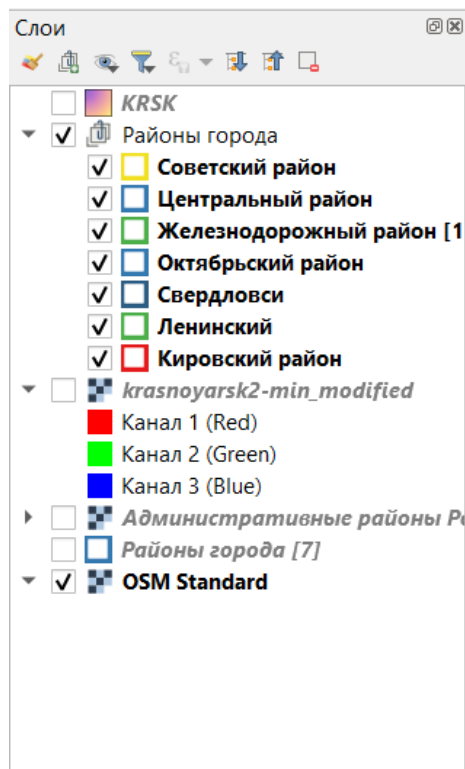 Слои
KRSK
Районы города
Советский район
Центральный район
Железнодорожный район [1
Октябрьский район
Свердловси
Ленинский
Кировский район
krasnoyarsk2-min_modified
Канал 1 (Red)
Канал 2 (Green)
Канал 3 (Blue)
Административные районы
Районы города [7]
OSM Standard